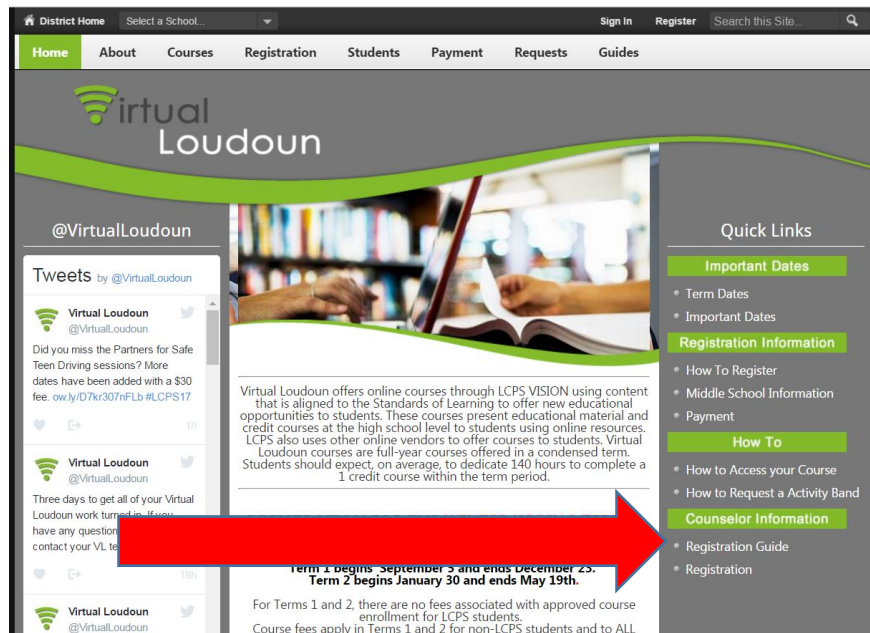 District Home
Select a School...
Sign In
Register
Search this Site...
Home
About
Courses
Registration
Students
Payment
Requests
Guides
Virtual
Loudoun
@VirtualLoudoun
Tweets by @VirtualLoudoun
Virtual Loudoun
@VirtualLoudoun
Did you miss the Partners for Safe
Teen Driving sessions? More
dates have been added with a $30
fee. ow.ly/D7kr307nFLb #LCPS17
1h
Virtual Loudoun
@VirtualLoudoun
Three days to get all of your Virtual
Loudoun work turned in. If you
have any question
contact your VL te
18h
Virtual Loudoun
@VirtualLoudoun
Virtual Loudoun offers online courses through LCPS VISION using content
that is aligned to the Standards of Learning to offer new educational
opportunities to students. These courses present educational material and
credit courses at the high school level to students using online resources.
LCPS also uses other online vendors to offer courses to students. Virtual
Loudoun courses are full-year courses offered in a condensed term.
Students should expect, on average, to dedicate 140 hours to complete a
1 credit course within the term period.
Term 1 begins September 5 and ends December 23.
Term 2 begins January 30 and ends May 19th.
For Terms 1 and 2, there are no fees associated with approved course
enrollment for LCPS students.
Course fees apply in Terms 1 and 2 for non-LCPS students and to ALL
Quick Links
Important Dates
Term Dates
Important Dates
Registration Information
How To Register
Middle School Information
Payment
How To
How to Access your Course
How to Request a Activity Band
Counselor Information
Registration Guide
Registration